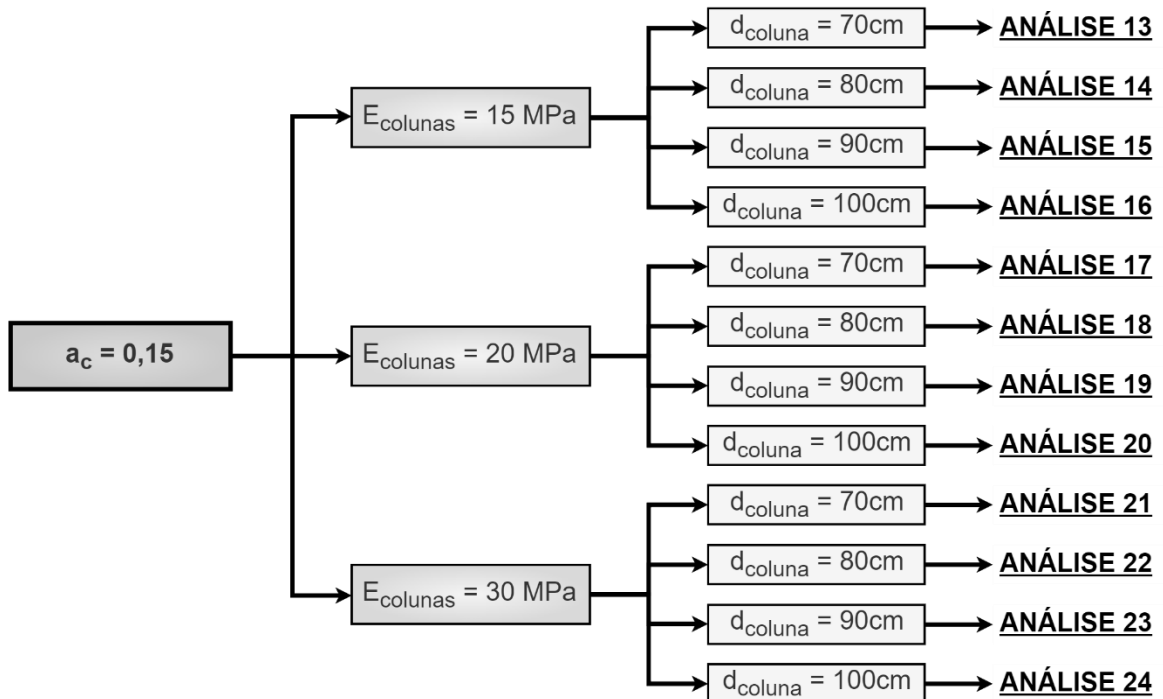 d_coluna = 70cm
ANÁLISE 13
d_coluna = 80cm
ANÁLISE 14
E_colunas = 15 MPa
d_coluna = 90cm
ANÁLISE 15
d_coluna = 100cm
ANÁLISE 16
d_coluna = 70cm
ANÁLISE 17
d_coluna = 80cm
ANÁLISE 18
a_c = 0,15
E_colunas = 20 MPa
d_coluna = 90cm
ANÁLISE 19
d_coluna = 100cm
ANÁLISE 20
d_coluna = 70cm
ANÁLISE 21
d_coluna = 80cm
ANÁLISE 22
E_colunas = 30 MPa
d_coluna = 90cm
ANÁLISE 23
d_coluna = 100cm
ANÁLISE 24